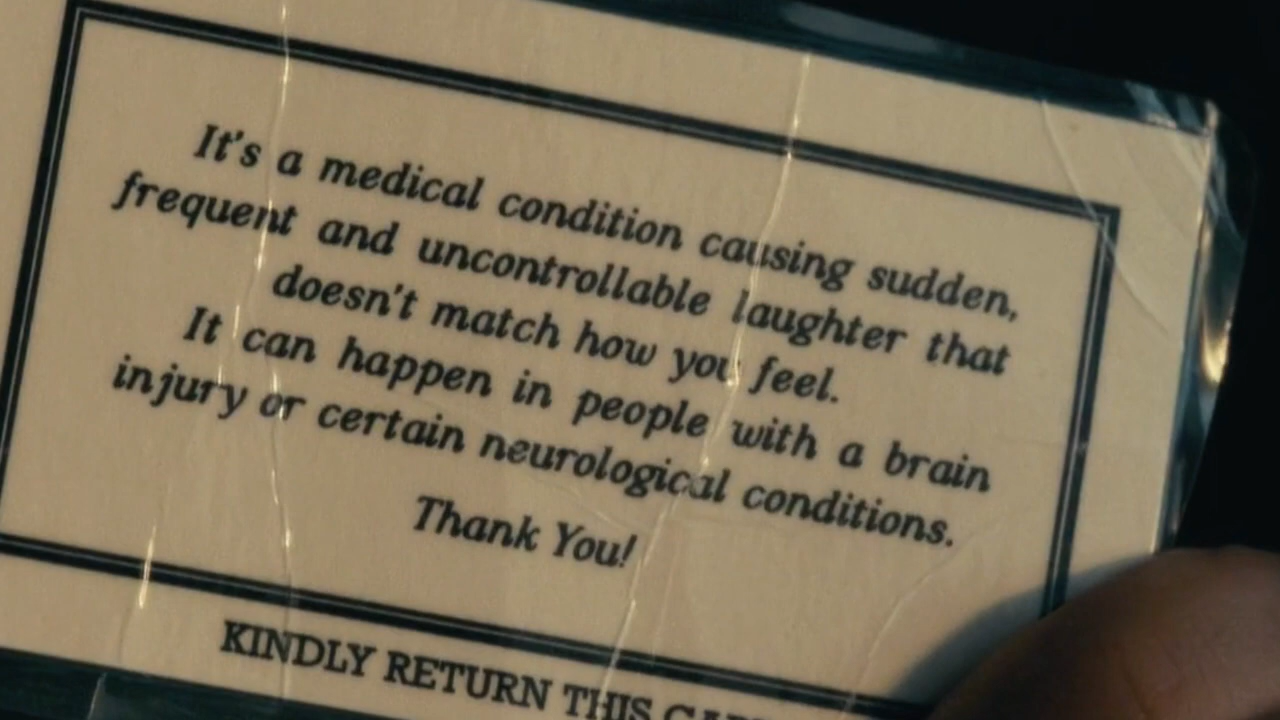 It's a medical condition causing sudden,
frequent and uncontrollable laughter that
doesn't match how you feel.
It can happen in people with a brain
injury or certain neurological conditions.
Thank You!
KINDLY RETURN THIS